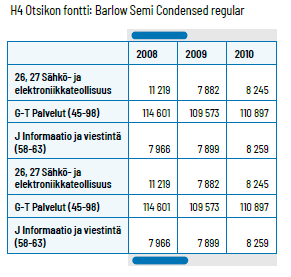 H4 Otsikon fontti: Barlow Semi Condensed regular
2008 2009 2010
26, 27 Sähkö- ja
elektroniikkateollisuus 11 219 7 882 8 245
G-T Palvelut (45-98) 114 601 109 573 110 897
J Informaatio ja viestintä
(58-63) 7 966 7 899 8 259
26, 27 Sähkö- ja
elektroniikkateollisuus 11 219 7 882 8 245
G-T Palvelut (45-98) 114 601 109 573 110 897
J Informaatio ja viestintä
(58-63) 7 966 7 899 8 259